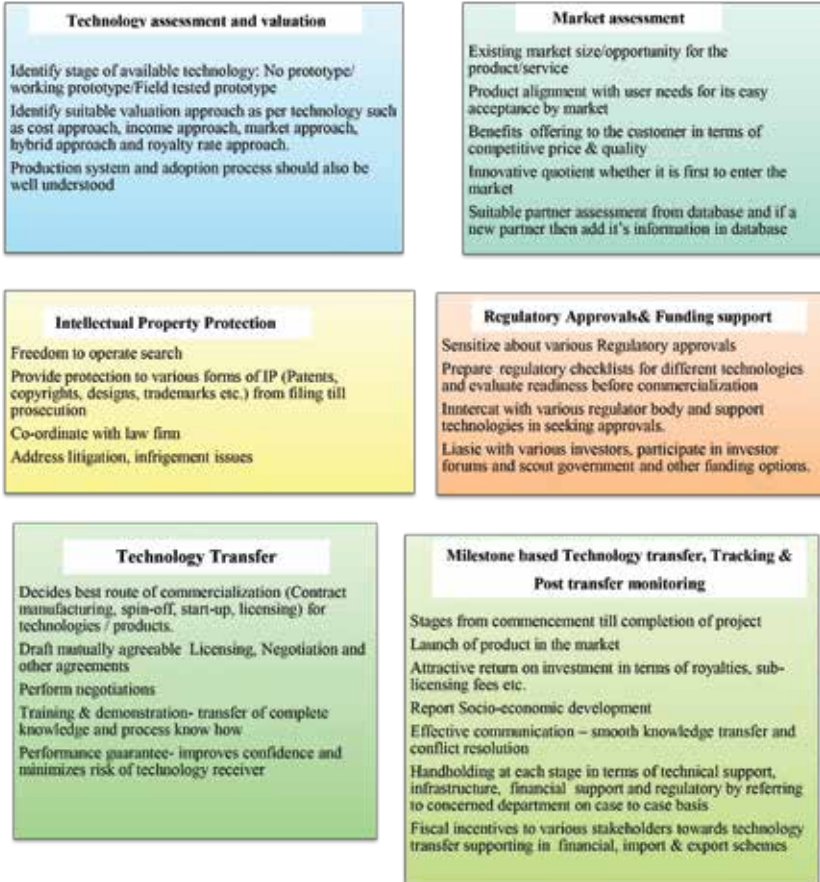 Technology assessment and valuation
Identify stage of available technology: No prototype/
working prototype/Field tested prototype
Identify suitable valuation approach as per technology such
as cost approach, income approach, market approach,
hybrid approach and royalty rate approach.
Production system and adoption process should also be
well understood
Market assessment
Existing market size/opportunity for the
product/service
Product alignment with user needs for its easy
acceptance by market
Benefits offering to the customer in terms of
competitive price & quality
Innovative quotient whether it is first to enter the
market
Suitable partner assessment from database and if a
new partner then add it's information in database
Intellectual Property Protection
Freedom to operate search
Provide protection to various forms of IP (Patents,
copyrights, designs, trademarks etc.) from filing till
prosecution
Co-ordinate with law firm
Address litigation, infrigement issues
Regulatory Approvals& Funding support
Sensitize about various Regulatory approvals
Prepare regulatory checklists for different technologies
and evaluate readiness before commercialization
Inntercat with various regulator body and support
technologies in seeking approvals.
Liasie with various investors, participate in investor
forums and scout government and other funding options.
Technology Transfer
Decides best route of commercialization (Contract
manufacturing, spin-off, start-up, licensing) for
technologies / products.
Draft mutually agreeable Licensing, Negotiation and
other agreements
Perform negotiations
Training & demonstration- transfer of complete
knowledge and process know how
Performance guarantee- improves confidence and
minimizes risk of technology receiver
Milestone based Technology transfer, Tracking &
Post transfer monitoring
Stages from commencement till completion of project
Launch of product in the market
Attractive return on investment in terms of royalties, sub-
licensing fees etc.
Report Socio-economic development
Effective communication – smooth knowledge transfer and
conflict resolution
Handholding at each stage in terms of technical support,
infrastructure, financial support and regulatory by referring
to concerned department on case to case basis
Fiscal incentives to various stakeholders towards technology
transfer supporting in financial, import & export schemes